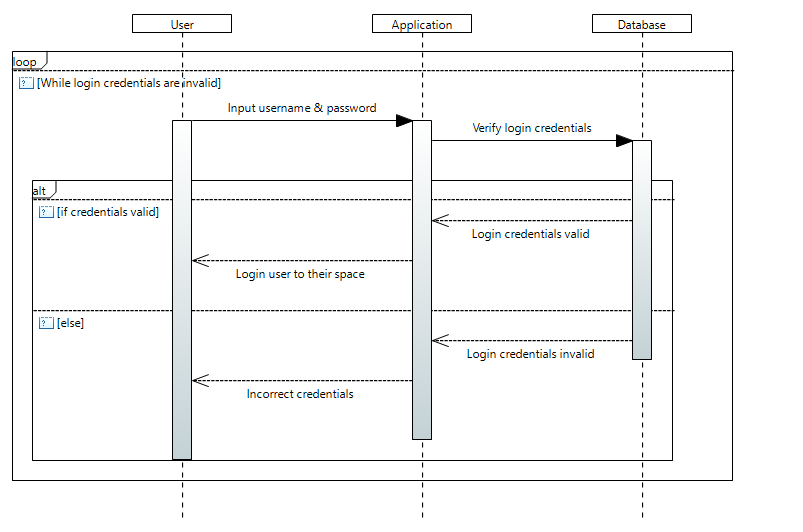 User
Application
Database
loop
[While login credentials are invalid]
Input username & password
Verify login credentials
alt
[if credentials valid]
Login credentials valid
Login user to their space
[else]
Login credentials invalid
Incorrect credentials